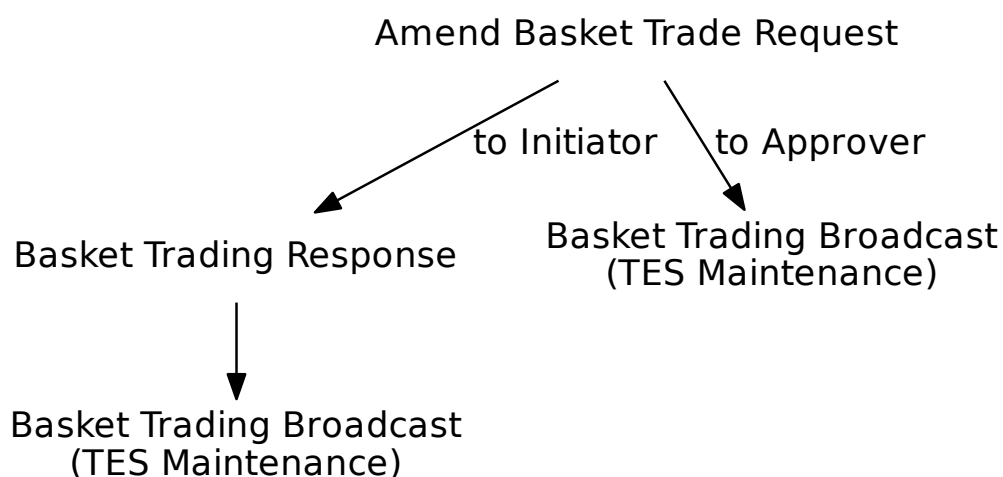 Amend Basket Trade Request
to Initiator
to Approver
Basket Trading Response
Basket Trading Broadcast
(TES Maintenance)
Basket Trading Broadcast
(TES Maintenance)